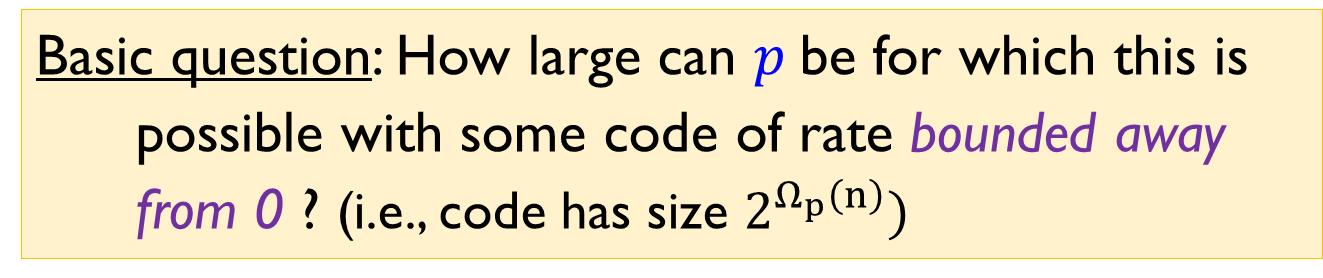 Basic question: How large can p be for which this is
possible with some code of rate bounded away
from 0 ? (i.e., code has size 2^{Ω_p(n)})